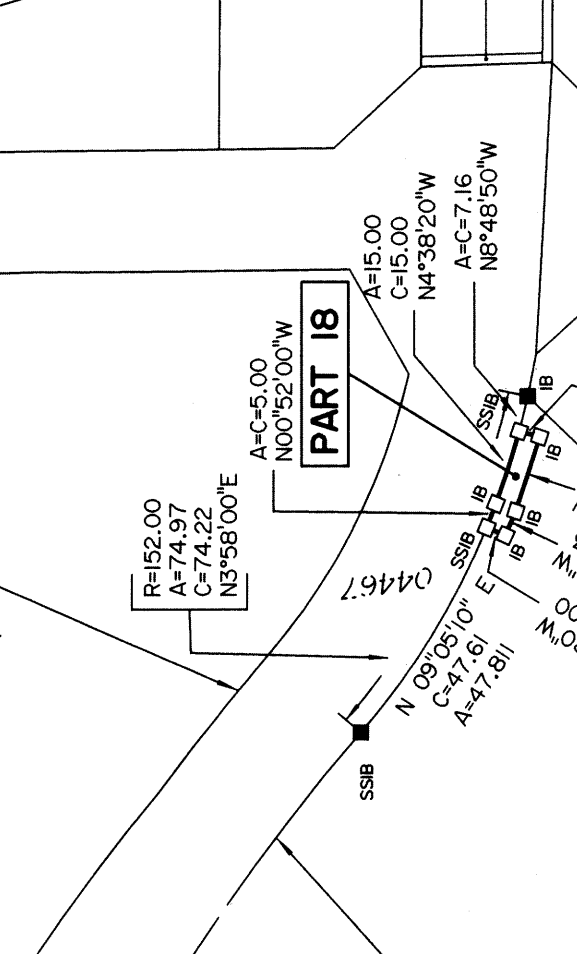 R=152.00
A=74.97
C=74.22
N3°58'00"E
A=C=5.00
N00°52'00"W
PART 18
A=15.00
C=15.00
N4°38'20"W
A=C=7.16
N8°48'50"W
04467
N 09°05'10" E
C=47.61
A=47.811
SSIB
SSIB
SSIB
IB
IB
IB
IB
IB
"W
0"W
00